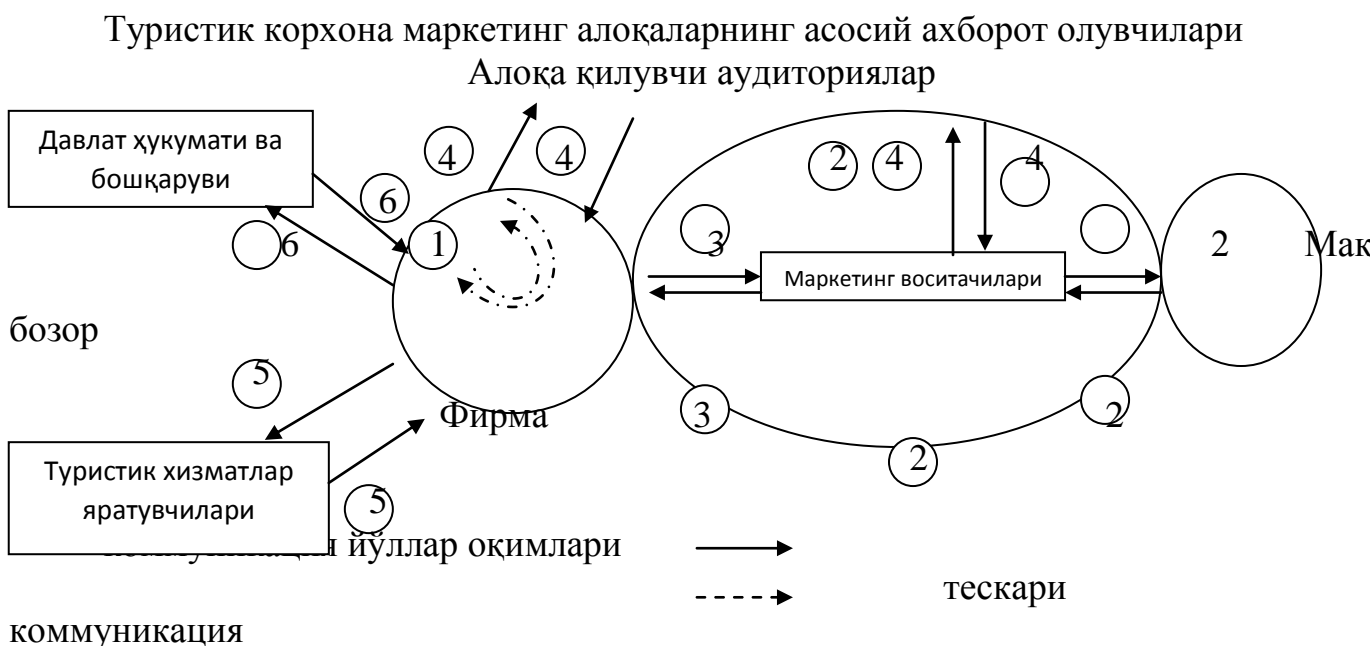 Туристик корхона маркетинг алоқаларнинг асосий ахборот олувчилари
Алоқа қилувчи аудиториялар
Давлат ҳукумати ва
бошқаруви
4 4
2 4 4
6
1
6
3
2 Мак
Маркетинг воситачилари
бозор
5
Фирма
3
2
2
Туристик хизматлар
яратувчилари
5
йўллар оқимлари
тескари
коммуникация